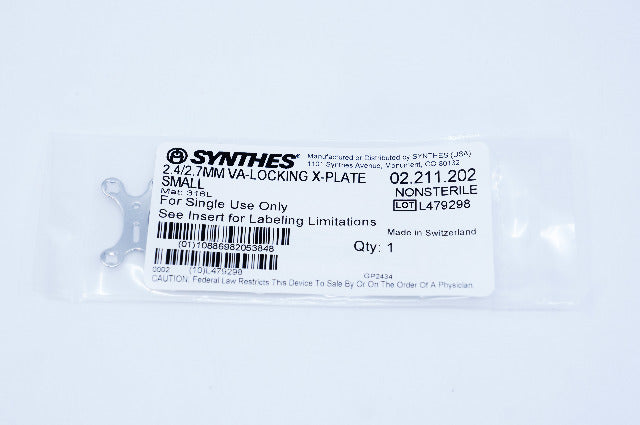 SYNTHES®
Manufactured or Distributed by SYNTHES (USA)
1101 Synthes Avenue, Monument, CO 80132
2.4/2.7MM VA-LOCKING X-PLATE
SMALL
02.211.202
Mat: 316L
NONSTERILE
For Single Use Only
LOT L479298
See Insert for Labeling Limitations
Made in Switzerland
Qty: 1
(01)10886982053848
0002 (10)L479298
GP2434
CAUTION: Federal Law Restricts This Device To Sale By Or On The Order Of A Physician.